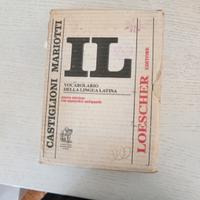 CASTIGLIONI MARIOTTI
IL
VOCABOLARIO
DELLA LINGUA LATINA
LOESCHER
EDITORE